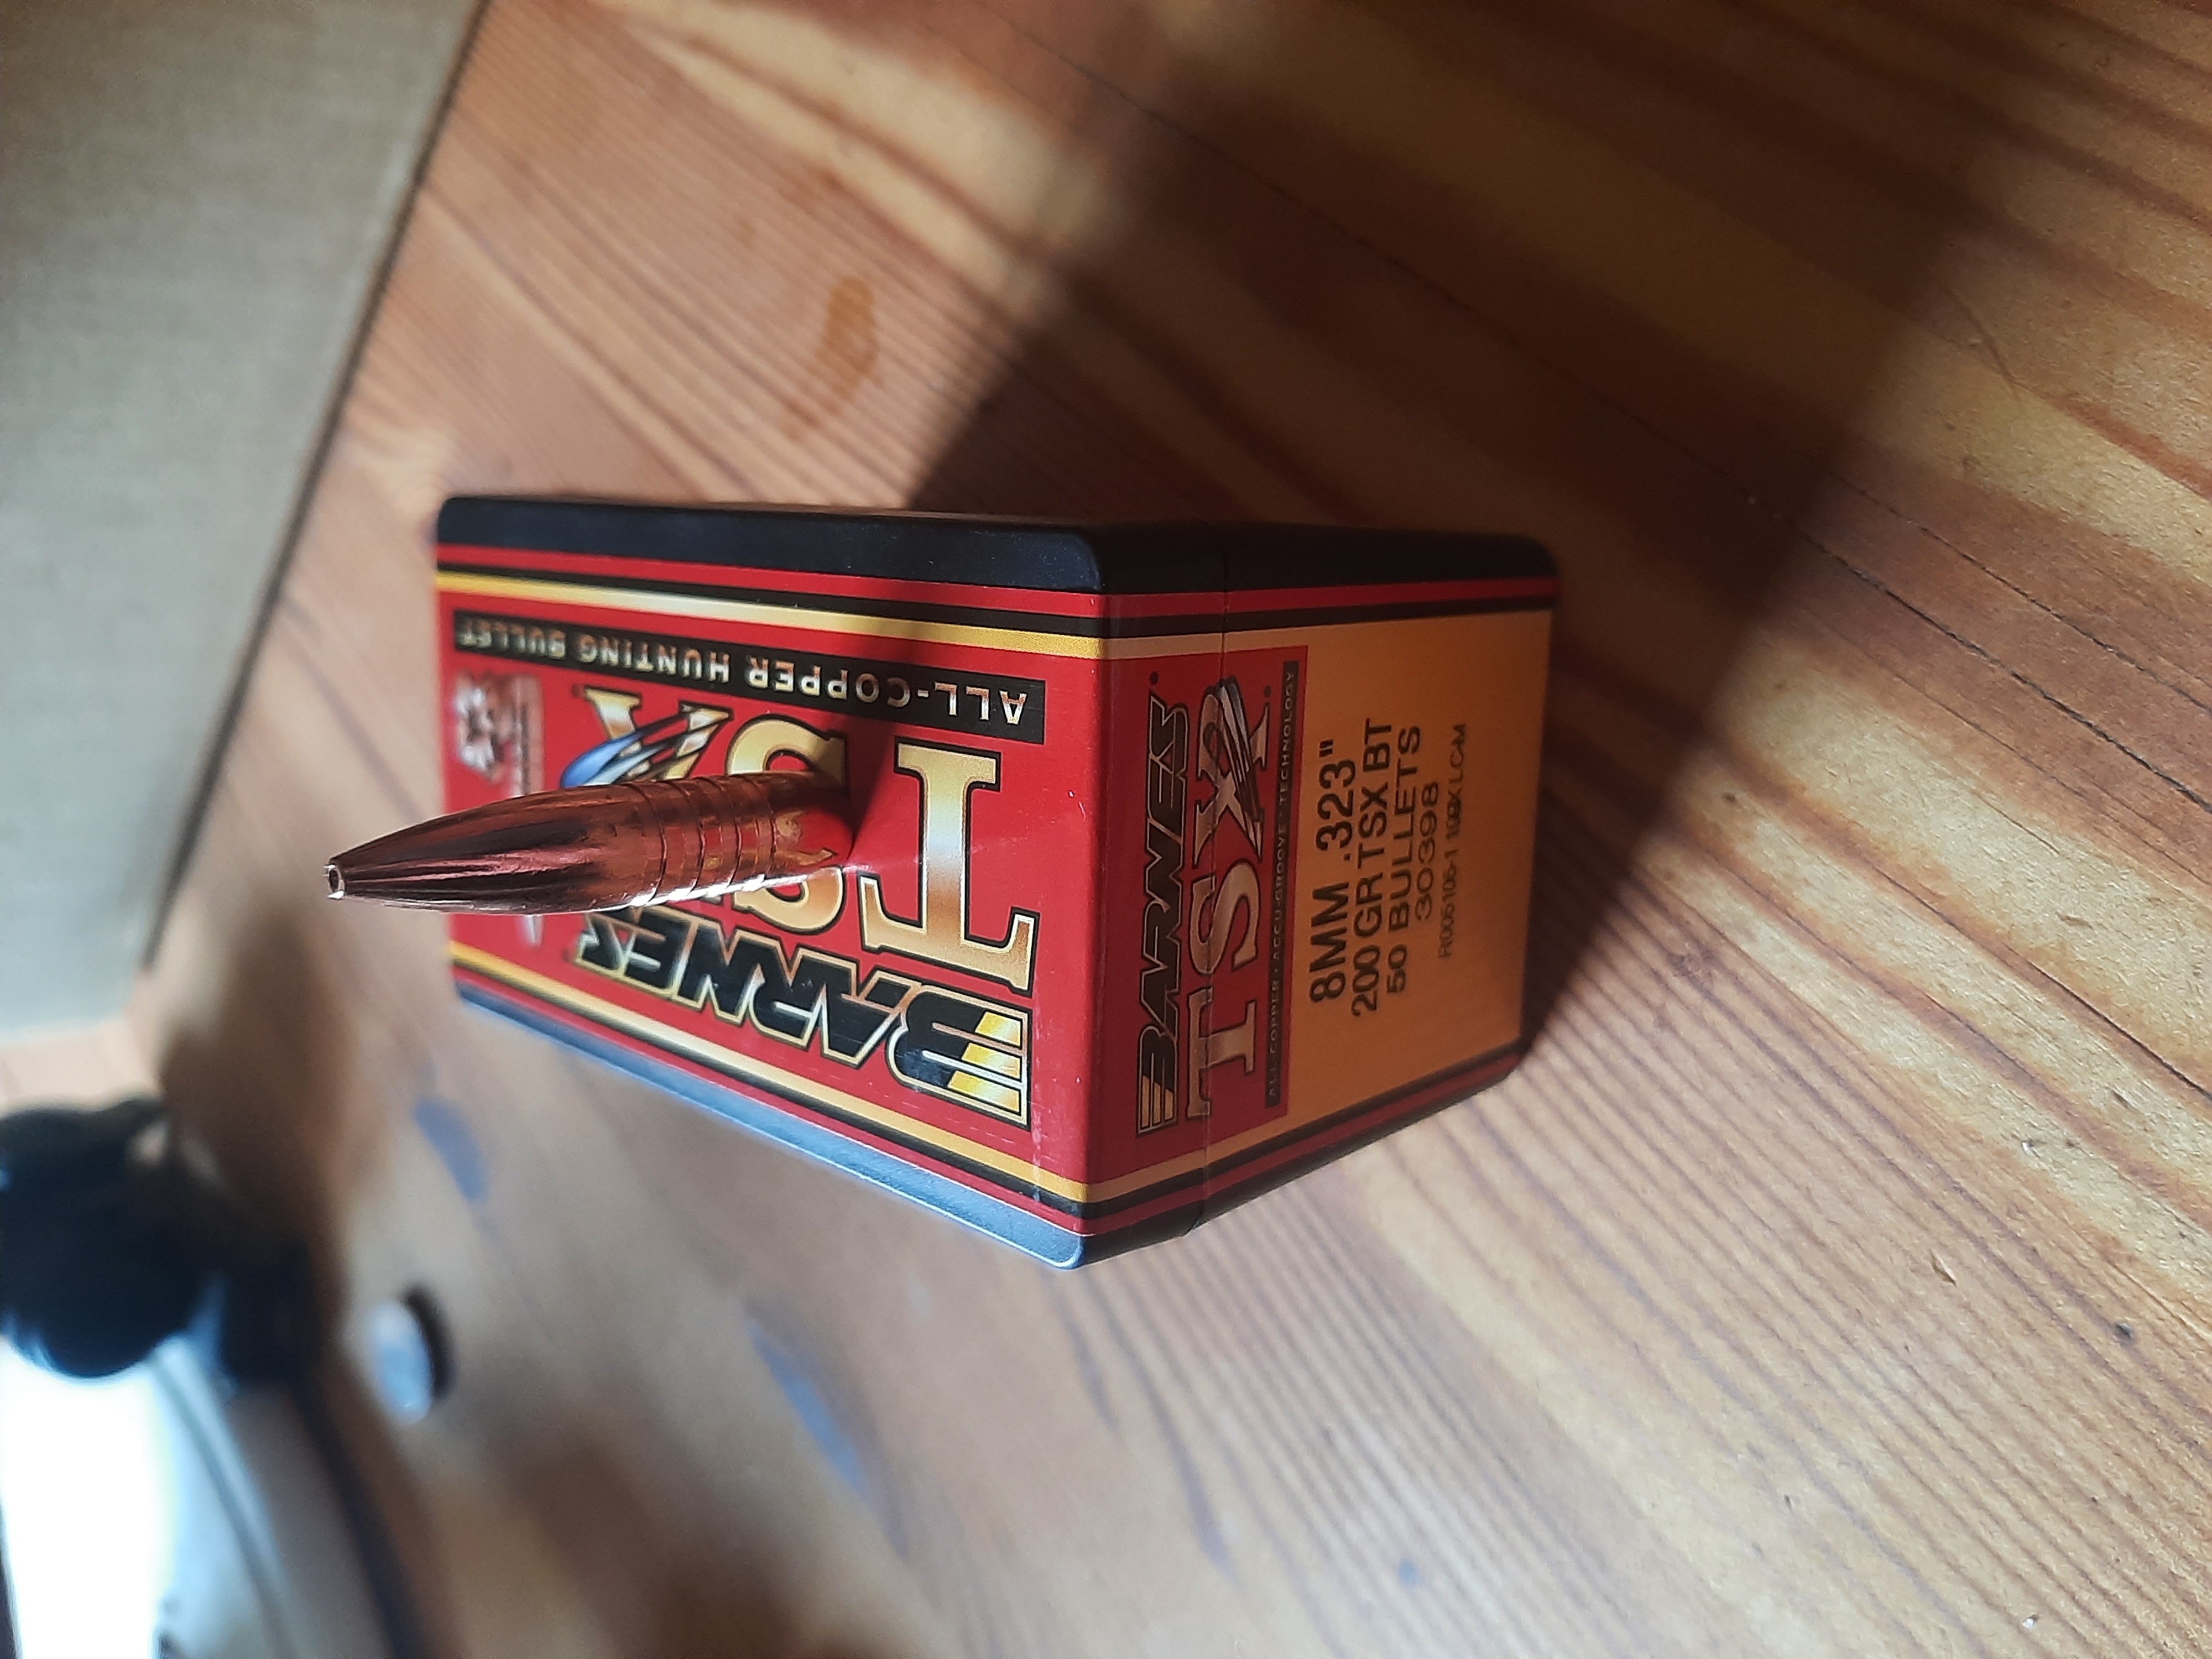 BARNES
TSX
ALL-COPPER HUNTING BULLET
BARNES®
TSX®
ALL-COPPER • ACCU-GROOVE™ TECHNOLOGY
8MM .323"
200 GR TSX BT
50 BULLETS
30398